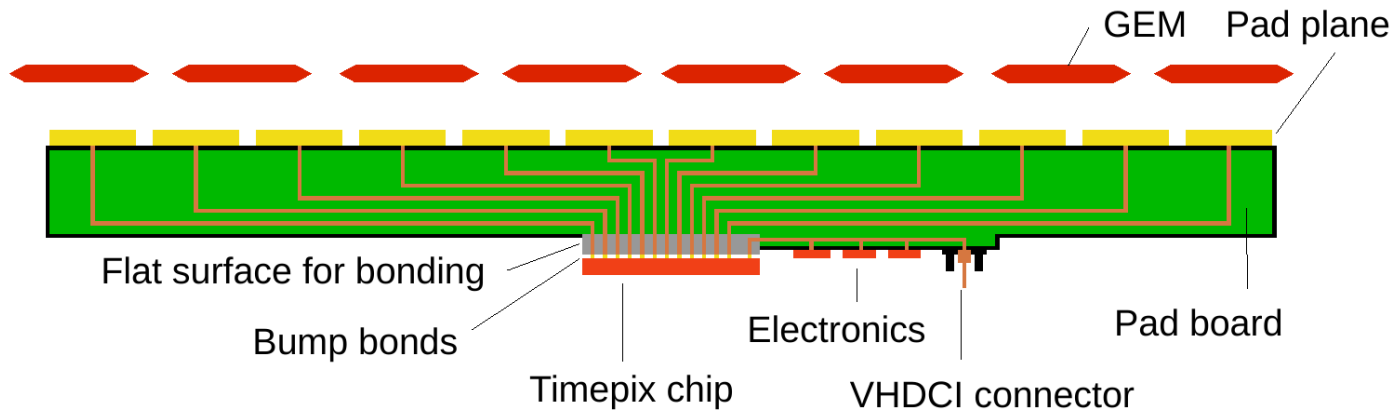 GEM
Pad plane
Flat surface for bonding
Bump bonds
Timepix chip
Electronics
VHDCI connector
Pad board